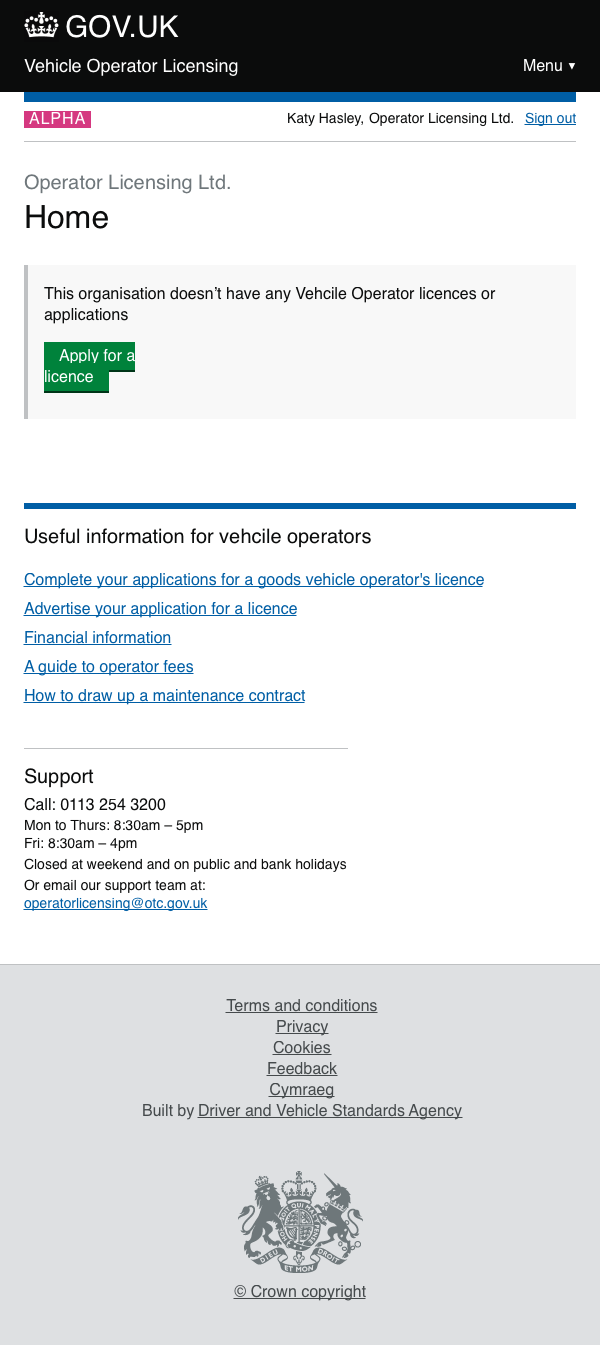 GOV.UK
Vehicle Operator Licensing
Menu ▼
ALPHA
Katy Hasley, Operator Licensing Ltd. Sign out
Operator Licensing Ltd.
Home
This organisation doesn’t have any Vehcile Operator licences or
applications
Apply for a
licence
Useful information for vehcile operators
Complete your applications for a goods vehicle operator's licence
Advertise your application for a licence
Financial information
A guide to operator fees
How to draw up a maintenance contract
Support
Call: 0113 254 3200
Mon to Thurs: 8:30am – 5pm
Fri: 8:30am – 4pm
Closed at weekend and on public and bank holidays
Or email our support team at:
operatorlicensing@otc.gov.uk
Terms and conditions
Privacy
Cookies
Feedback
Cymraeg
Built by Driver and Vehicle Standards Agency
DIEU ET MON DROIT
© Crown copyright